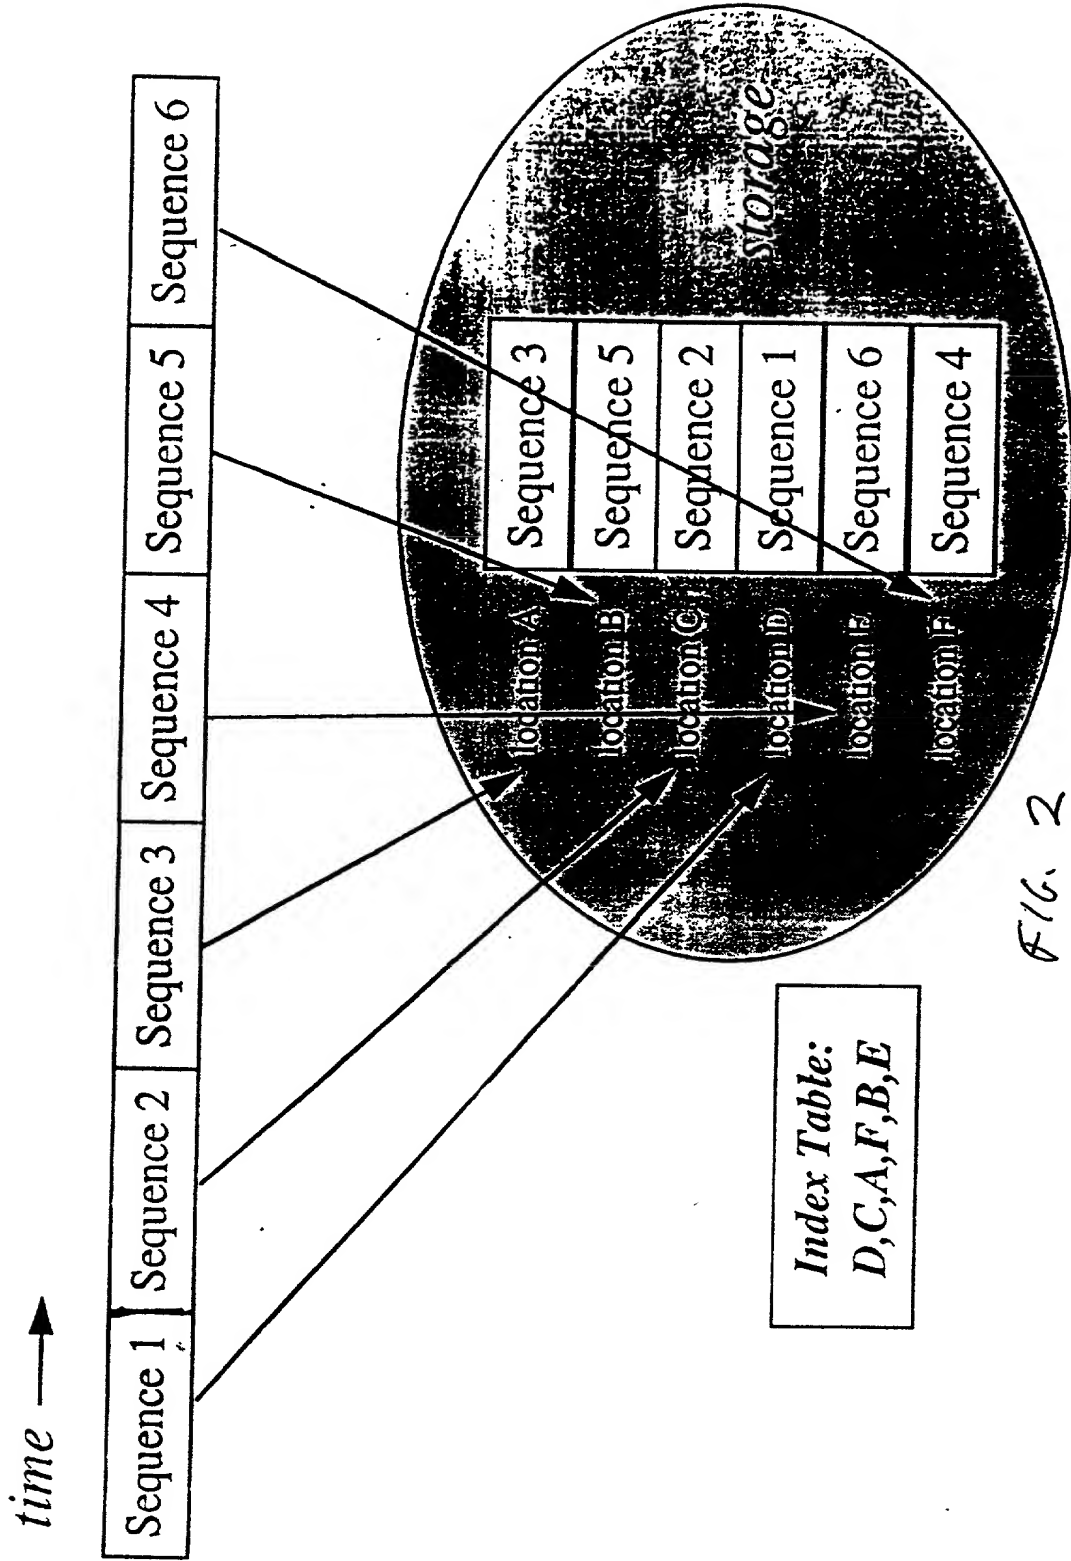 time
Sequence 1 Sequence 2 Sequence 3 Sequence 4 Sequence 5 Sequence 6
location A Sequence 3
location B Sequence 5
location C Sequence 2
location D Sequence 1
location E Sequence 6
location F Sequence 4
storage
Index Table:
D,C,A,F,B,E
FIG. 2